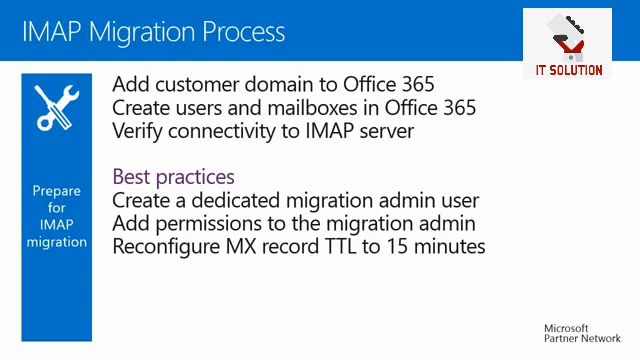 IMAP Migration Process
IT SOLUTION
Add customer domain to Office 365
Create users and mailboxes in Office 365
Verify connectivity to IMAP server
Prepare
for
IMAP
migration
Best practices
Create a dedicated migration admin user
Add permissions to the migration admin
Reconfigure MX record TTL to 15 minutes
Microsoft
Partner Network